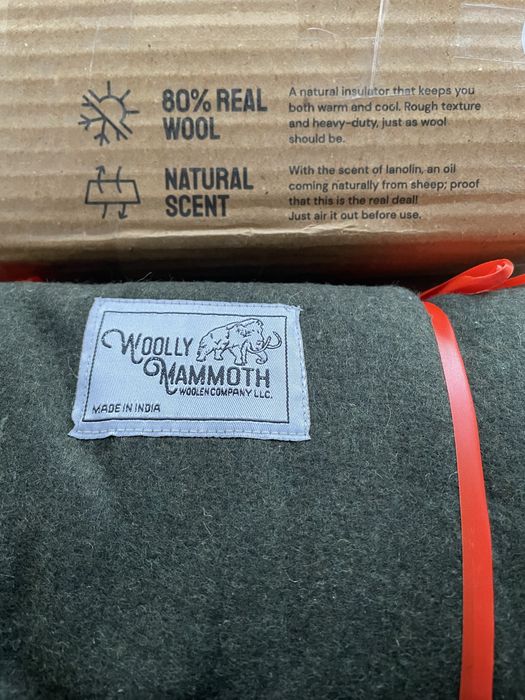 80% REAL
WOOL
A natural insulator that keeps you
both warm and cool. Rough texture
and heavy-duty, just as wool
should be.
NATURAL
SCENT
With the scent of lanolin, an oil
coming naturally from sheep; proof
that this is the real deal!
Just air it out before use.
WOOLLY
MAMMOTH
WOOLEN COMPANY LLC.
MADE IN INDIA